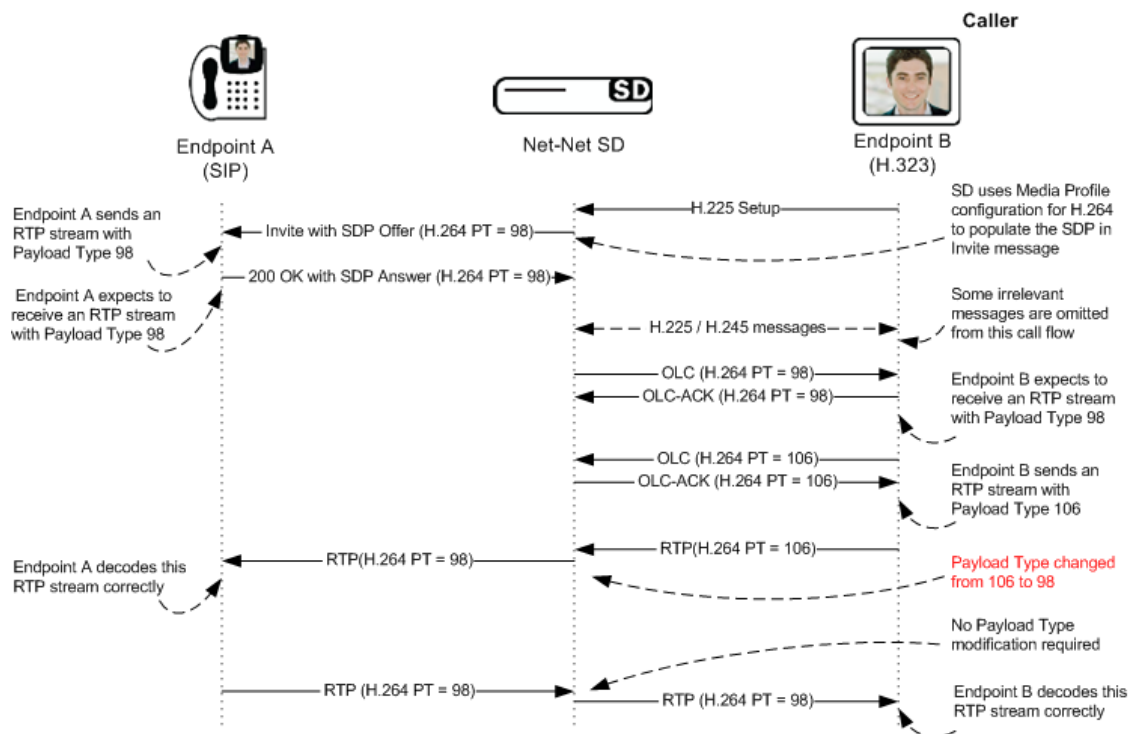 Caller
SD
Endpoint A
(SIP)
Net-Net SD
Endpoint B
(H.323)
Endpoint A sends an
RTP stream with
Payload Type 98
H.225 Setup
SD uses Media Profile
configuration for H.264
to populate the SDP in
Invite message
Invite with SDP Offer (H.264 PT = 98)
200 OK with SDP Answer (H.264 PT = 98)
Endpoint A expects to
receive an RTP stream
with Payload Type 98
Some irrelevant
messages are omitted
from this call flow
H.225 / H.245 messages
OLC (H.264 PT = 98)
OLC-ACK (H.264 PT = 98)
Endpoint B expects to
receive an RTP stream
with Payload Type 98
OLC (H.264 PT = 106)
OLC-ACK (H.264 PT = 106)
Endpoint B sends an
RTP stream with
Payload Type 106
RTP(H.264 PT = 106)
RTP(H.264 PT = 98)
Endpoint A decodes this
RTP stream correctly
Payload Type changed
from 106 to 98
No Payload Type
modification required
RTP (H.264 PT = 98)
RTP (H.264 PT = 98)
Endpoint B decodes this
RTP stream correctly